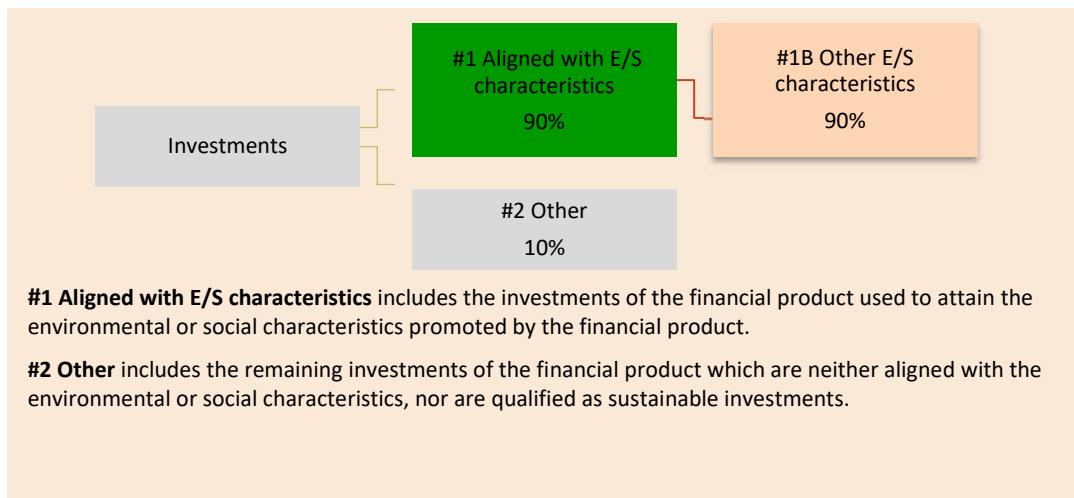 #1 Aligned with E/S
characteristics
90%
#1B Other E/S
characteristics
90%
Investments
#2 Other
10%
#1 Aligned with E/S characteristics includes the investments of the financial product used to attain the
environmental or social characteristics promoted by the financial product.
#2 Other includes the remaining investments of the financial product which are neither aligned with the
environmental or social characteristics, nor are qualified as sustainable investments.